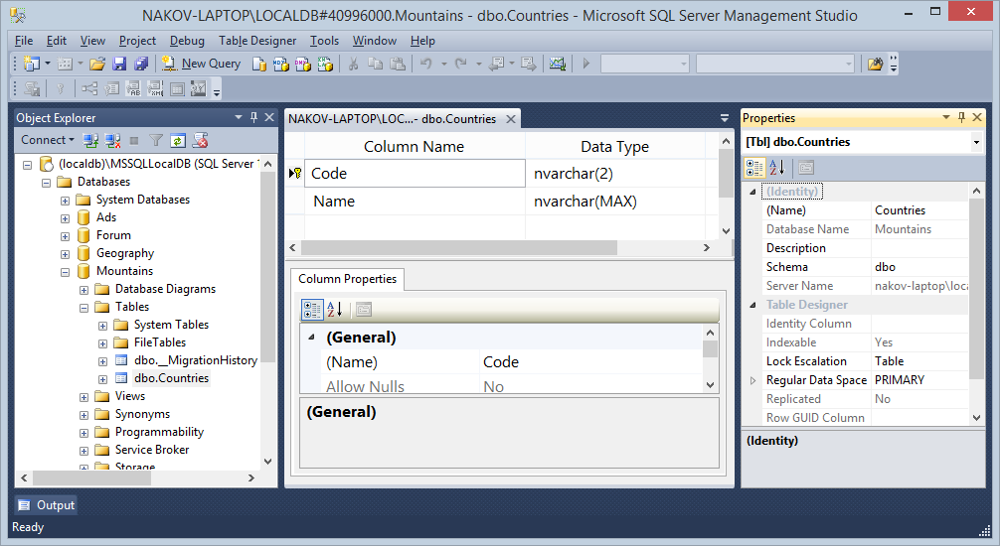 NAKOV-LAPTOP\LOCALDB#40996000.Mountains - dbo.Countries - Microsoft SQL Server Management Studio
File Edit View Project Debug Table Designer Tools Window Help
New Query
Object Explorer
Connect
(localdb)\MSSQLLocalDB (SQL Server
Databases
System Databases
Ads
Forum
Geography
Mountains
Database Diagrams
Tables
System Tables
FileTables
dbo.__MigrationHistory
dbo.Countries
Views
Synonyms
Programmability
Service Broker
Storage
NAKOV-LAPTOP\LOC...- dbo.Countries
Column Name Data Type
Code nvarchar(2)
Name nvarchar(MAX)
Column Properties
(General)
(Name) Code
Allow Nulls No
(General)
Properties
[Tbl] dbo.Countries
(Identity)
(Name) Countries
Database Name Mountains
Description
Schema dbo
Server Name nakov-laptop\loca
Table Designer
Identity Column
Indexable Yes
Lock Escalation Table
Regular Data Space PRIMARY
Replicated No
Row GUID Column
(Identity)
Output
Ready